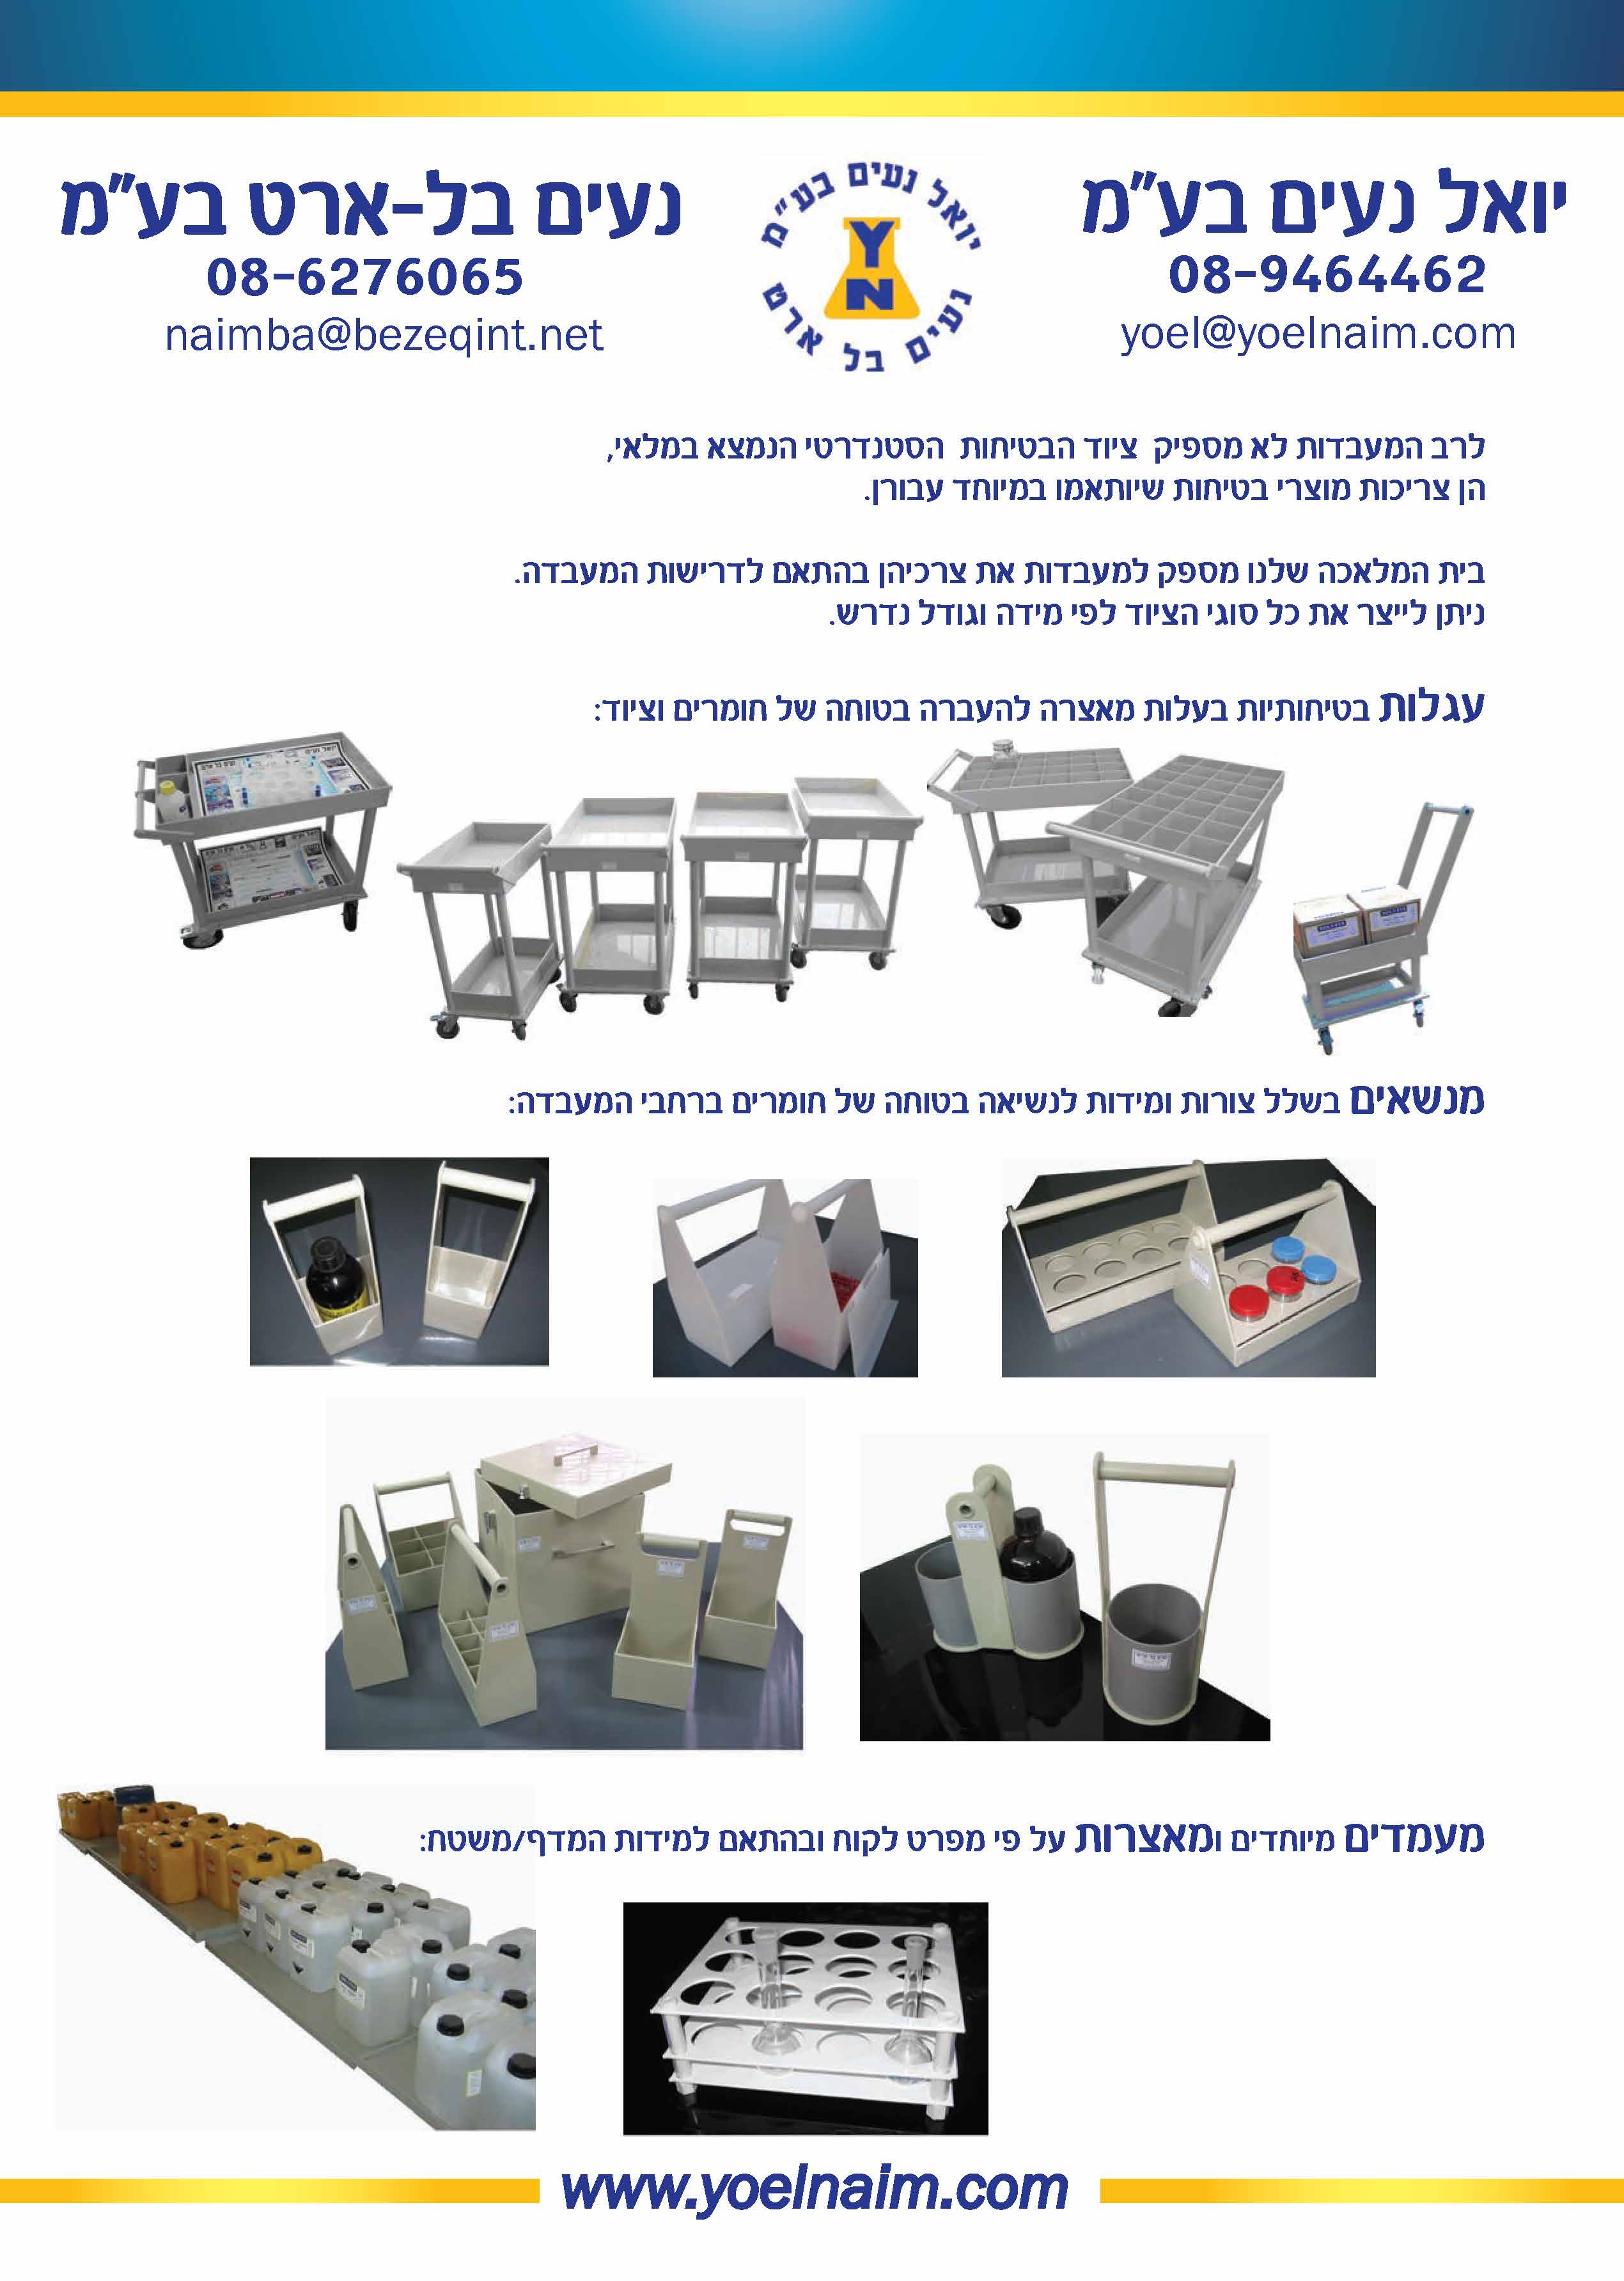 יואל נעים בע"מ
08-9464462
yoel@yoelnaim.com
יואל נעים בע"מ
Y
N
נעים בל ארט
נעים בל-ארט בע"מ
08-6276065
naimba@bezeqint.net
לרב המעבדות לא מספיק ציוד הבטיחות הסטנדרטי הנמצא במלאי,
הן צריכות מוצרי בטיחות שיותאמו במיוחד עבורן.
בית המלאכה שלנו מספק למעבדות את צרכיהן בהתאם לדרישות המעבדה.
ניתן לייצר את כל סוגי הציוד לפי מידה וגודל נדרש.
עגלות בטיחותיות בעלות מאצרה להעברה בטוחה של חומרים וציוד:
מנשאים בשלל צורות ומידות לנשיאה בטוחה של חומרים ברחבי המעבדה:
מעמדים מיוחדים ומאצרות על פי מפרט לקוח ובהתאם למידות המדף/משטח:
www.yoelnaim.com